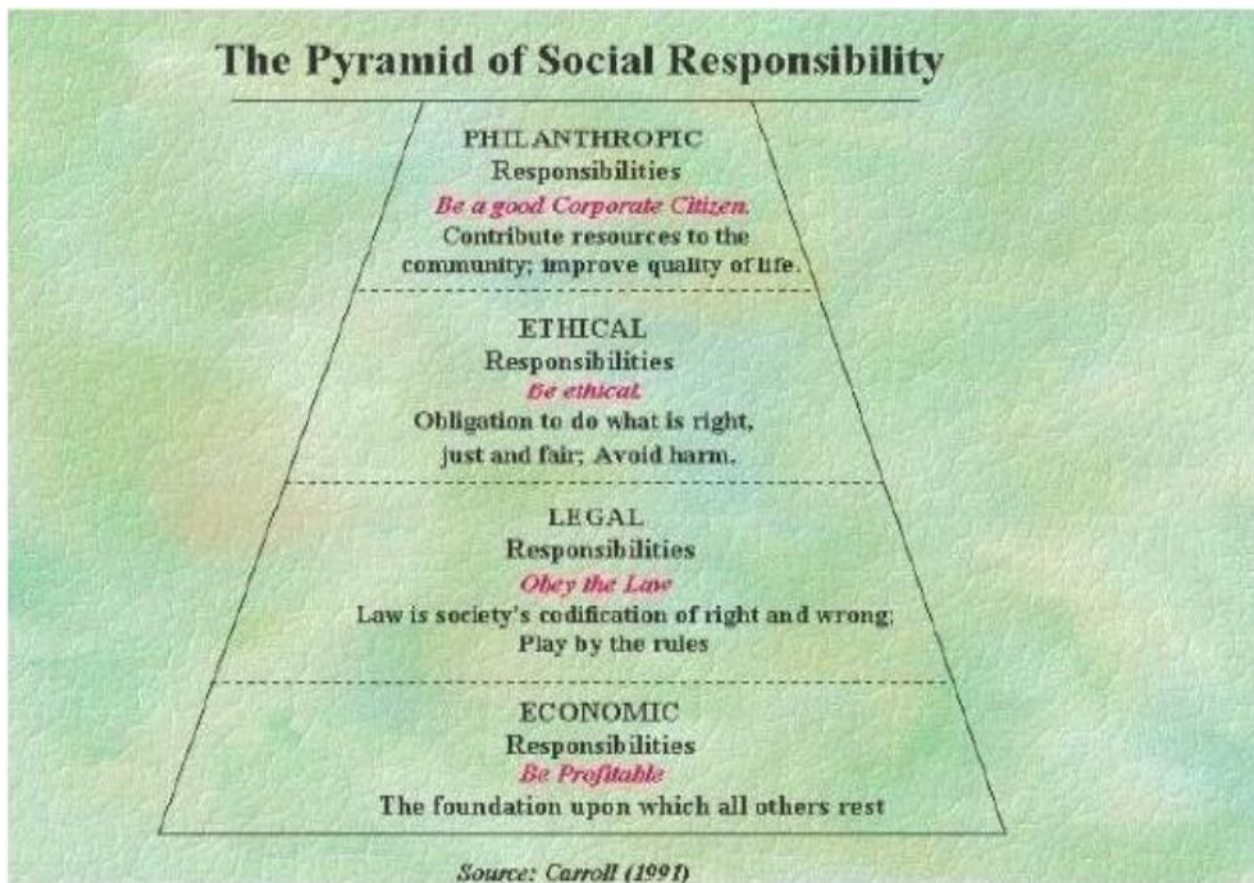 The Pyramid of Social Responsibility
PHILANTHROPIC
Responsibilities
Be a good Corporate Citizen.
Contribute resources to the
community; improve quality of life.
ETHICAL
Responsibilities
Be ethical.
Obligation to do what is right,
just and fair; Avoid harm.
LEGAL
Responsibilities
Obey the Law
Law is society's codification of right and wrong;
Play by the rules
ECONOMIC
Responsibilities
Be Profitable
The foundation upon which all others rest
Source: Carroll (1991)